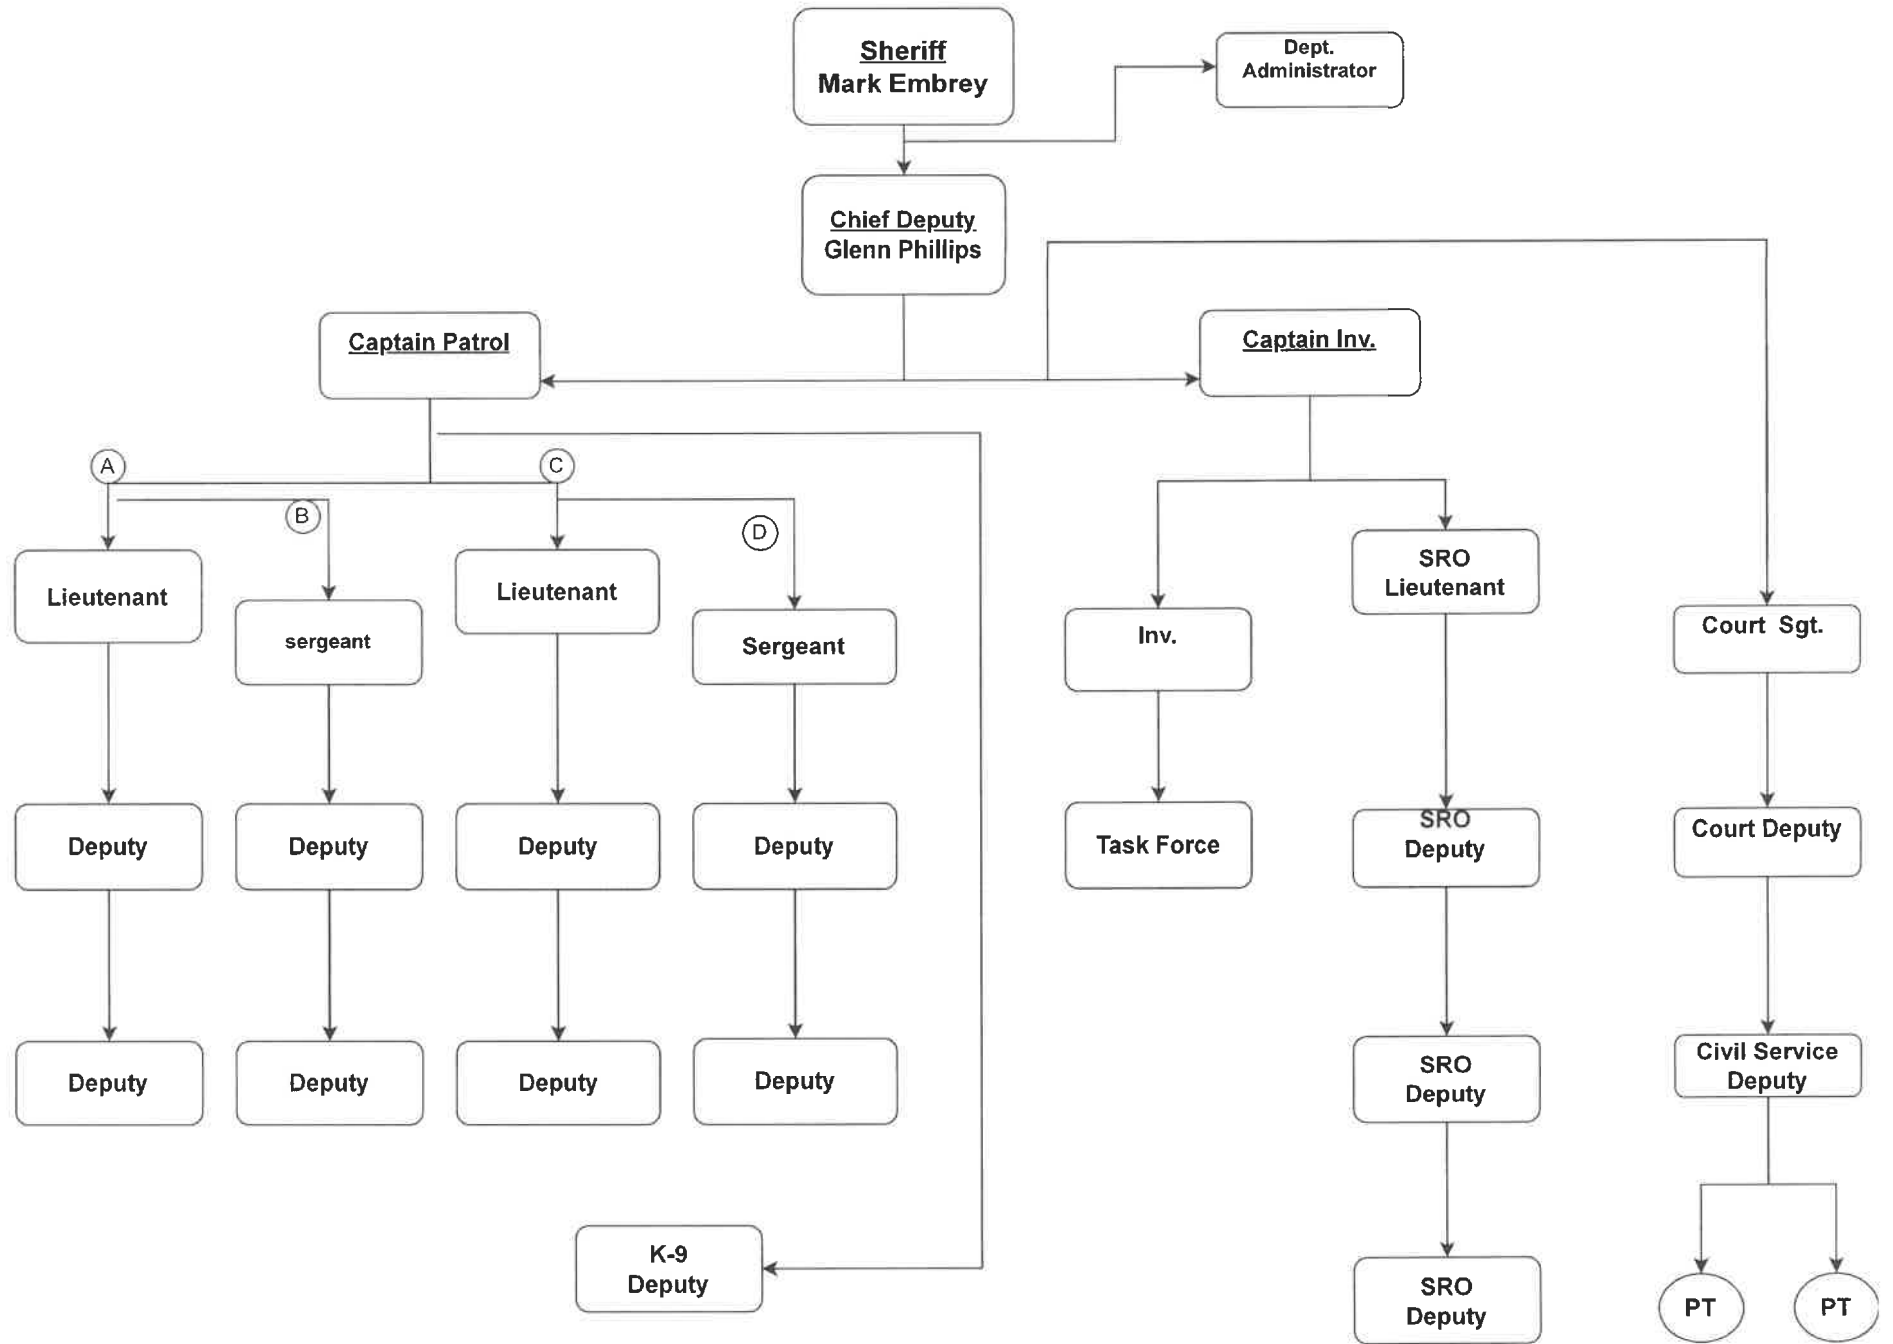 Sheriff
Mark Embrey
Dept.
Administrator
Chief Deputy
Glenn Phillips
Captain Patrol
Captain Inv.
A
C
B
D
Lieutenant
sergeant
Lieutenant
Sergeant
Inv.
SRO
Lieutenant
Court Sgt.
Deputy
Deputy
Deputy
Deputy
Task Force
SRO
Deputy
Court Deputy
Deputy
Deputy
Deputy
Deputy
SRO
Deputy
Civil Service
Deputy
K-9
Deputy
SRO
Deputy
PT
PT